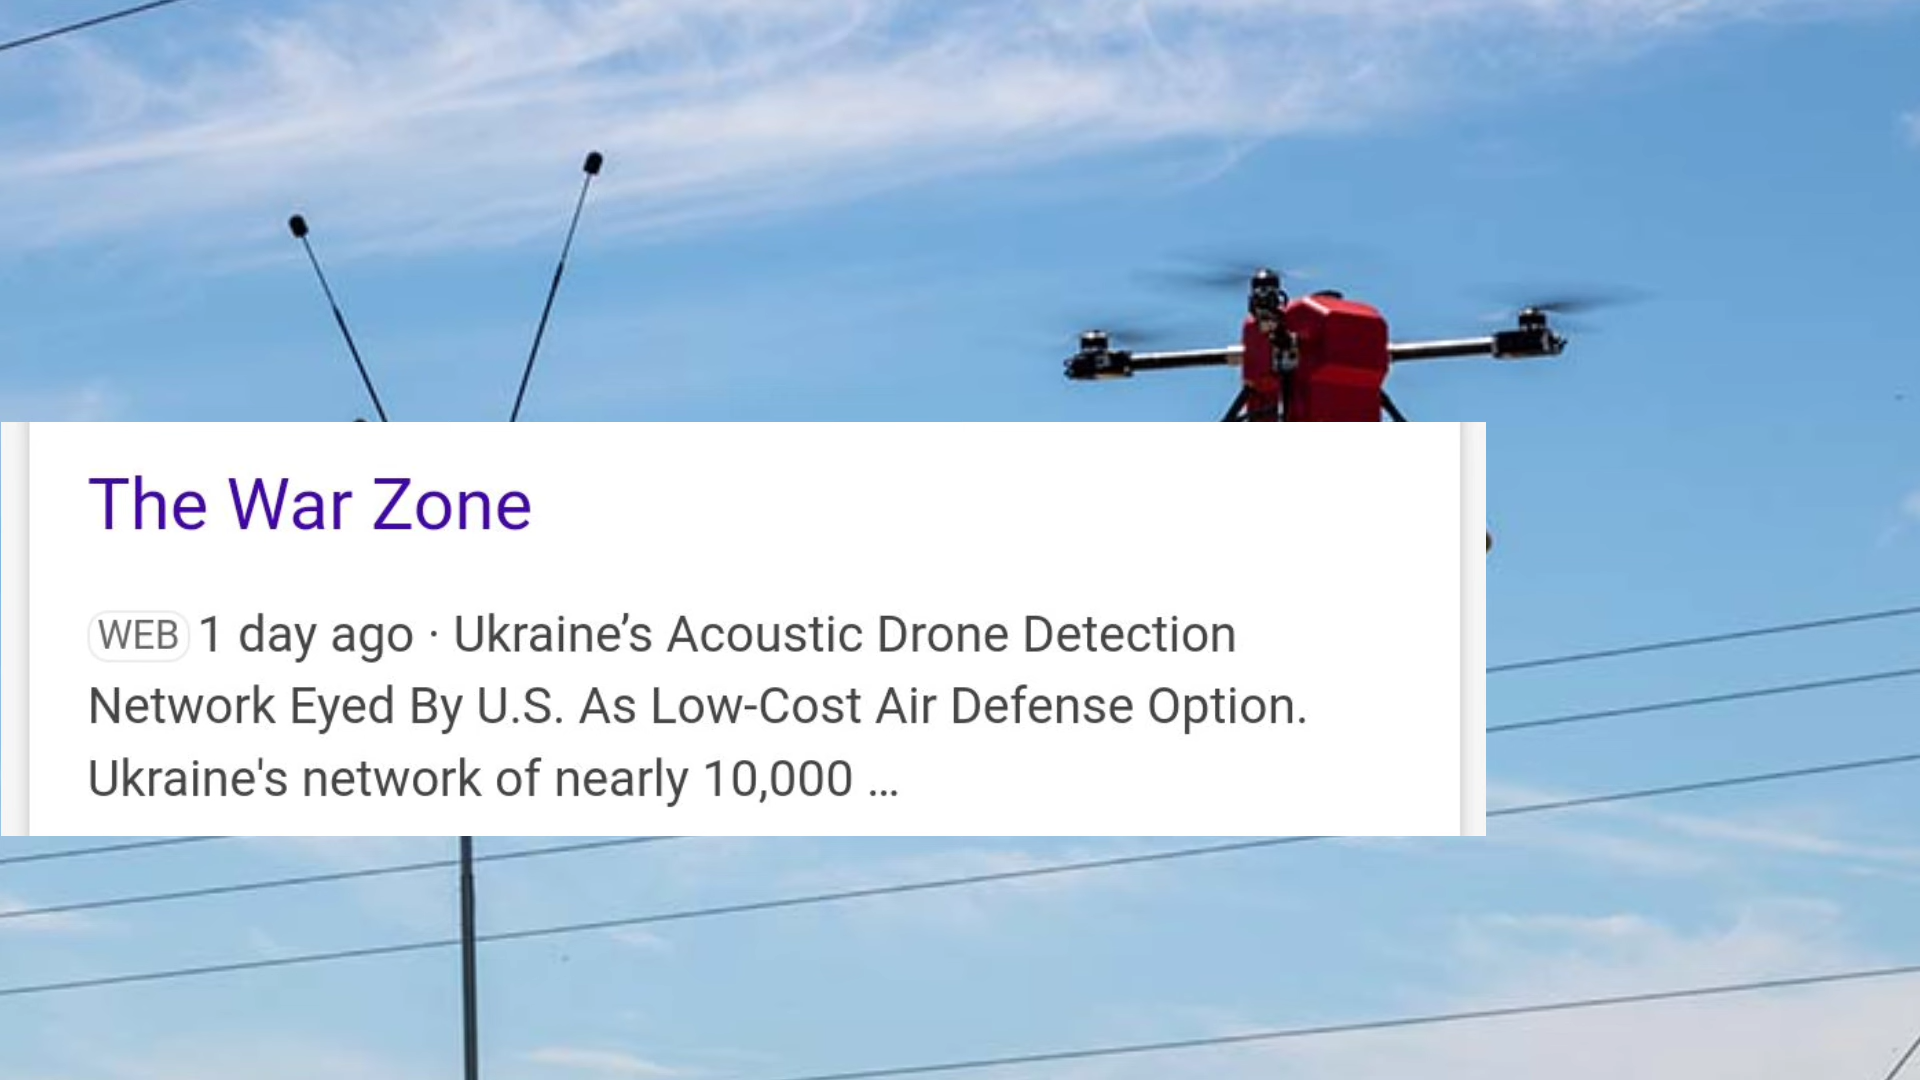 The War Zone
WEB 1 day ago · Ukraine’s Acoustic Drone Detection
Network Eyed By U.S. As Low-Cost Air Defense Option.
Ukraine's network of nearly 10,000 ...